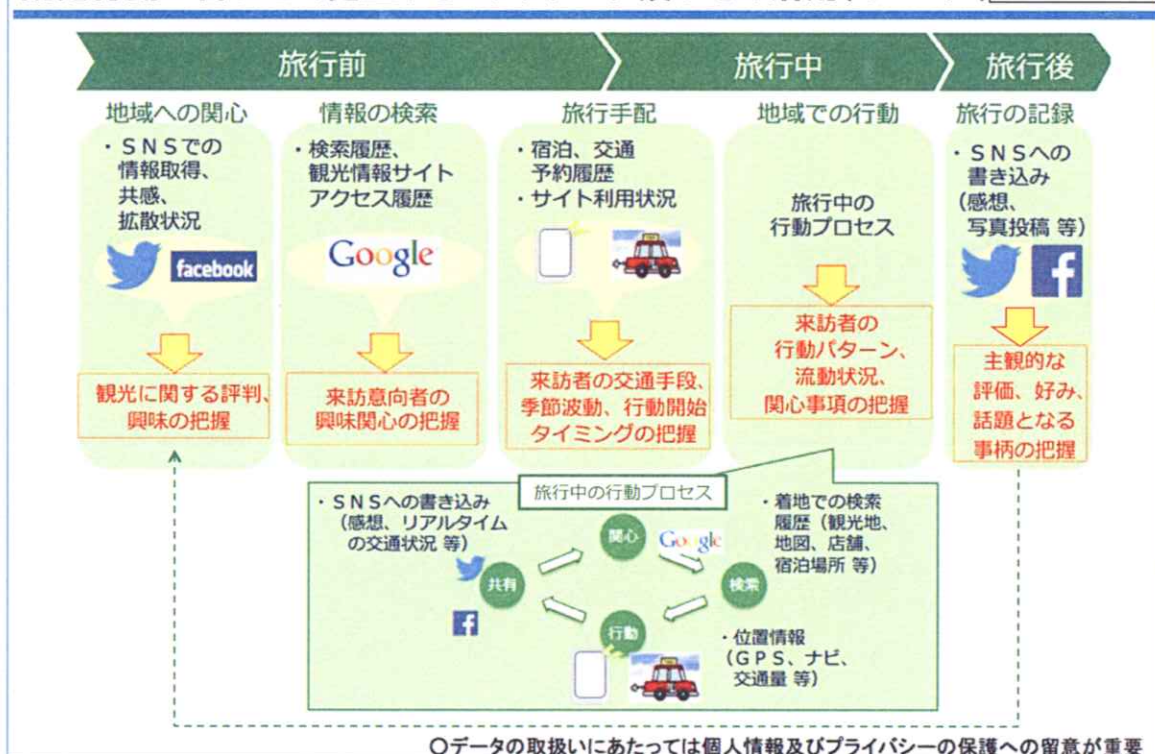 旅行前
旅行中
旅行後
地域への関心
・SNSでの
情報取得、
共感、
拡散状況
facebook
観光に関する評判、
興味の把握
情報の検索
・検索履歴、
観光情報サイト
アクセス履歴
Google
来訪意向者の
興味関心の把握
旅行手配
・宿泊、交通
予約履歴
・サイト利用状況
来訪者の交通手段、
季節波動、行動開始
タイミングの把握
地域での行動
旅行中の
行動プロセス
来訪者の
行動パターン、
流動状況、
関心事項の把握
旅行の記録
・SNSへの
書き込み
(感想、
写真投稿 等)
f
主観的な
評価、好み、
話題となる
事柄の把握
旅行中の行動プロセス
・SNSへの書き込み
(感想、リアルタイム
の交通状況 等)
関心
Google
・着地での検索
履歴(観光地、
地図、店舗、
宿泊場所 等)
共有
検索
f
行動
・位置情報
(GPS、ナビ、
交通量 等)
○データの取扱いにあたっては個人情報及びプライバシーの保護への留意が重要